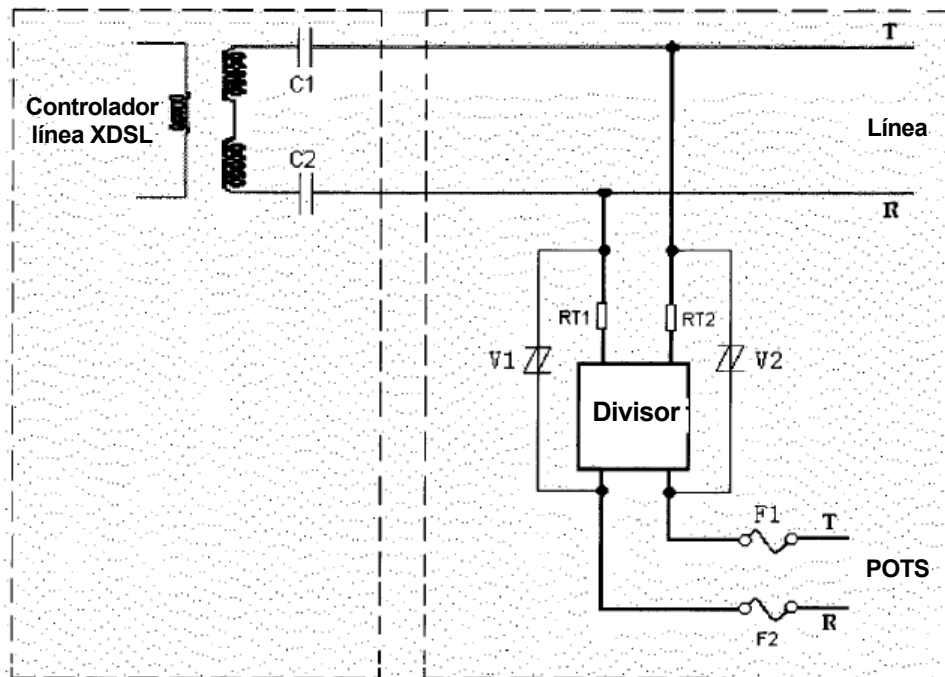 T
C1
Controlador
línea XDSL
Línea
C2
R
RT1
RT2
V1
V2
Divisor
F1
T
POTS
R
F2